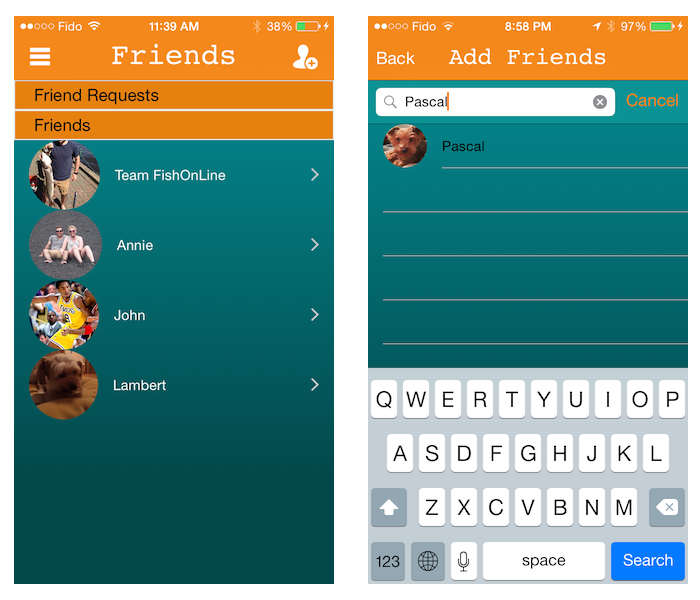 Fido 11:39 AM 38%
Friends
Friend Requests
Friends
Team FishOnLine
Annie
John
Lambert
Fido 8:58 PM 97%
Back Add Friends
Pascal Cancel
Pascal
Q W E R T Y U I O P
A S D F G H J K L
Z X C V B N M
123 space Search